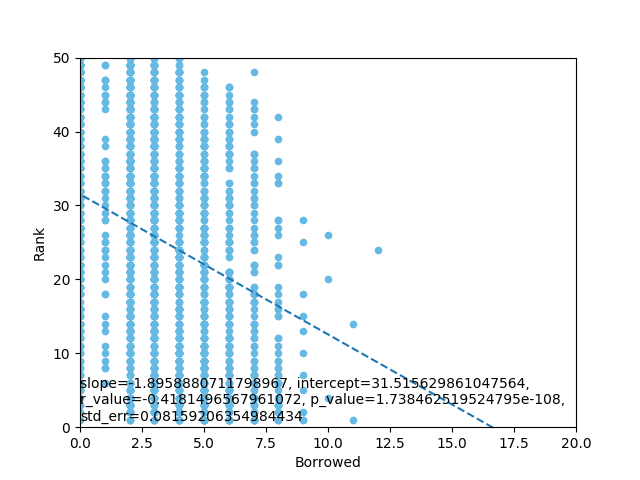 50
40
30
20
10
0
Rank
slope=-1.8958880711798967, intercept=31.515629861047564,
r_value=-0.4181496567961072, p_value=1.738462519524795e-108,
std_err=0.08159206354984434
0.0 2.5 5.0 7.5 10.0 12.5 15.0 17.5 20.0
Borrowed